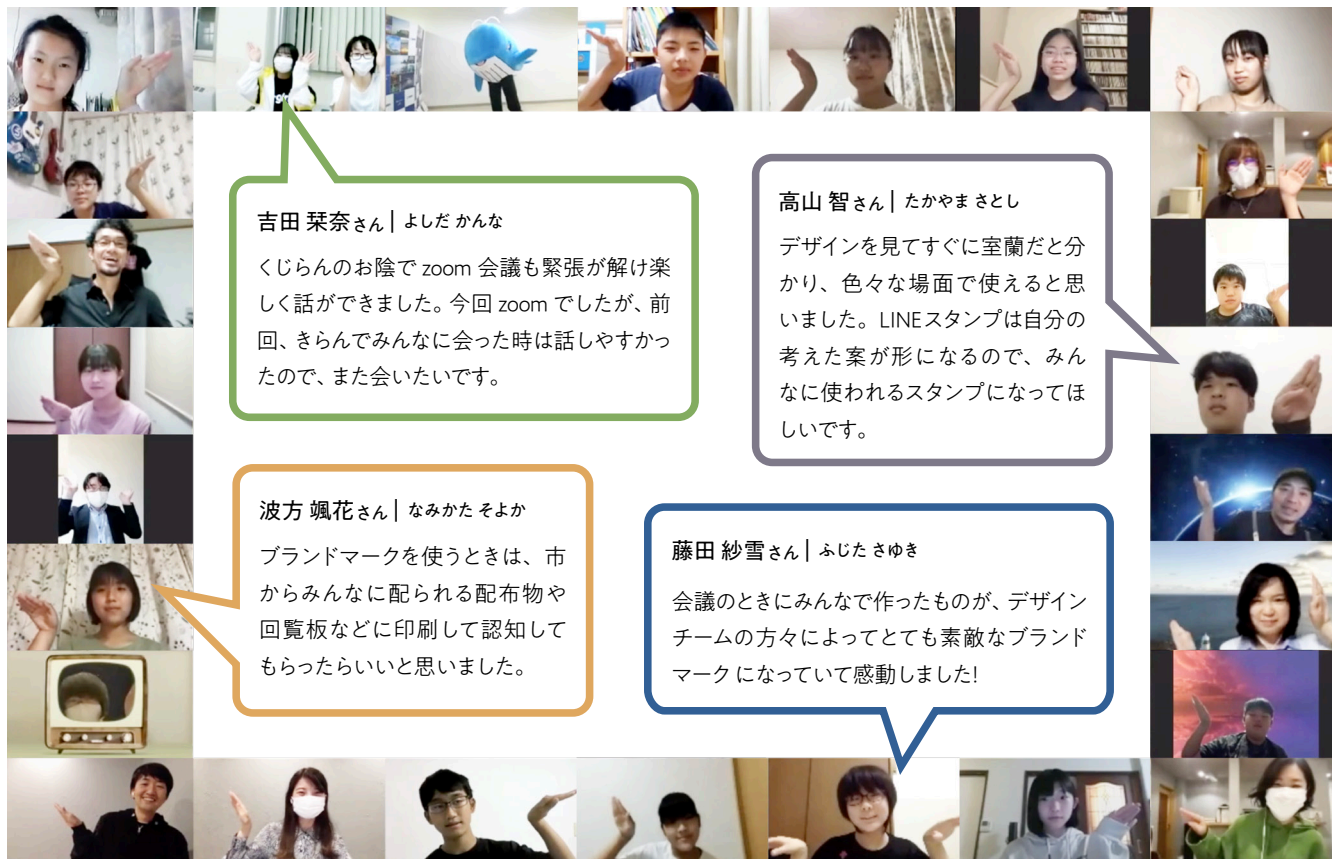 吉田 栞奈さん| よしだ かんな
くじらんのお陰で zoom 会議も緊張が解け楽
しく話ができました。今回 zoom でしたが、前
回、きらんでみんなに会った時は話しやすかっ
たので、また会いたいです。
高山 智さん| たかやま さとし
デザインを見てすぐに室蘭だと分
かり、色々な場面で使えると思
いました。LINEスタンプは自分の
考えた案が形になるので、みん
なに使われるスタンプになってほ
しいです。
波方 颯花さん| なみかた そよか
ブランドマークを使うときは、市
からみんなに配られる配布物や
回覧板などに印刷して認知して
もらったらいいと思いました。
藤田 紗雪さん| ふじた さゆき
会議のときにみんなで作ったものが、デザイン
チームの方々によってとても素敵なブランド
マーク になっていて感動しました!